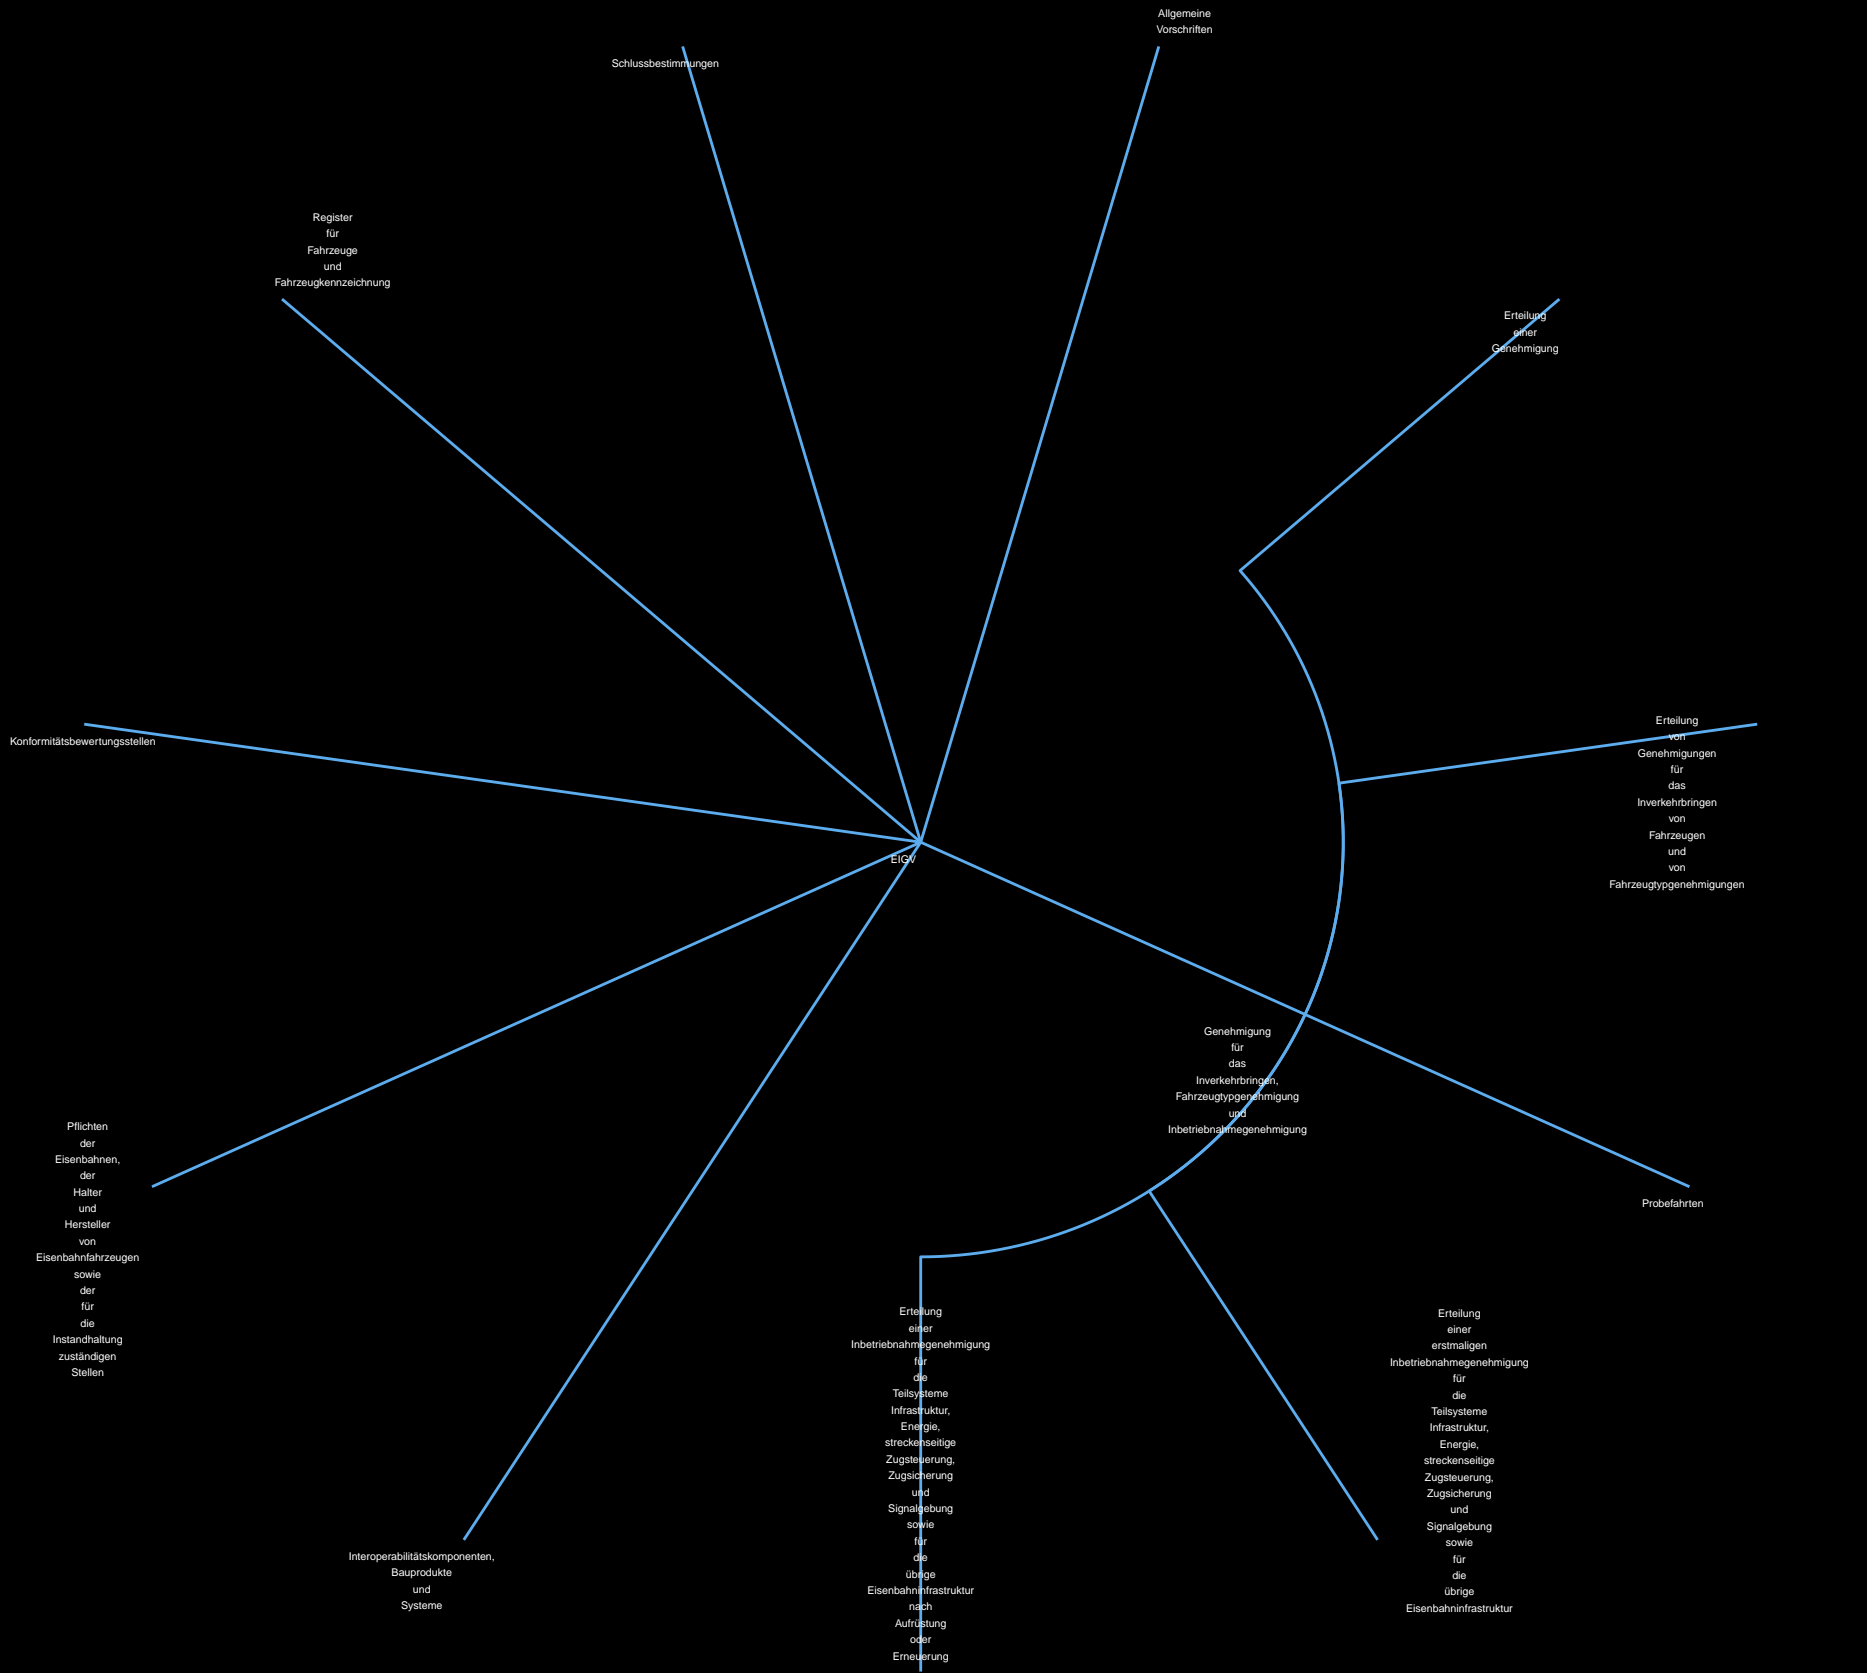 Allgemeine
Vorschriften
Schlussbestimmungen
Register
für
Fahrzeuge
und
Fahrzeugkennzeichnung
Erteilung
einer
Genehmigung
Konformitätsbewertungsstellen
Erteilung
von
Genehmigungen
für
das
Inverkehrbringen
von
Fahrzeugen
und
von
Fahrzeugtypgenehmigungen
EIGV
Genehmigung
für
das
Inverkehrbringen,
Fahrzeugtypgenehmigung
und
Inbetriebnahmegenehmigung
Pflichten
der
Eisenbahnen,
der
Halter
und
Hersteller
von
Eisenbahnfahrzeugen
sowie
der
für
die
Instandhaltung
zuständigen
Stellen
Probefahrten
Erteilung
einer
Inbetriebnahmegenehmigung
für
die
Teilsysteme
Infrastruktur,
Energie,
streckenseitige
Zugsteuerung,
Zugsicherung
und
Signalgebung
sowie
für
die
übrige
Eisenbahninfrastruktur
nach
Aufrüstung
oder
Erneuerung
Erteilung
einer
erstmaligen
Inbetriebnahmegenehmigung
für
die
Teilsysteme
Infrastruktur,
Energie,
streckenseitige
Zugsteuerung,
Zugsicherung
und
Signalgebung
sowie
für
die
übrige
Eisenbahninfrastruktur
Interoperabilitätskomponenten,
Bauprodukte
und
Systeme